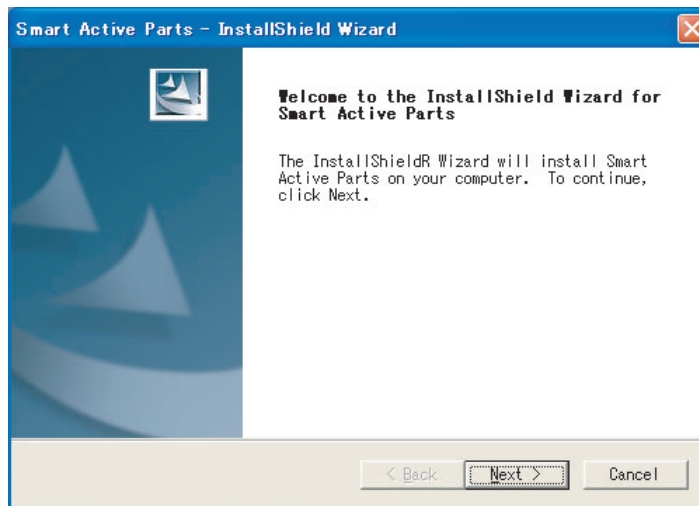 Smart Active Parts - InstallShield Wizard
Welcome to the InstallShield Wizard for
Smart Active Parts
The InstallShieldR Wizard will install Smart
Active Parts on your computer. To continue,
click Next.
< Back Next > Cancel